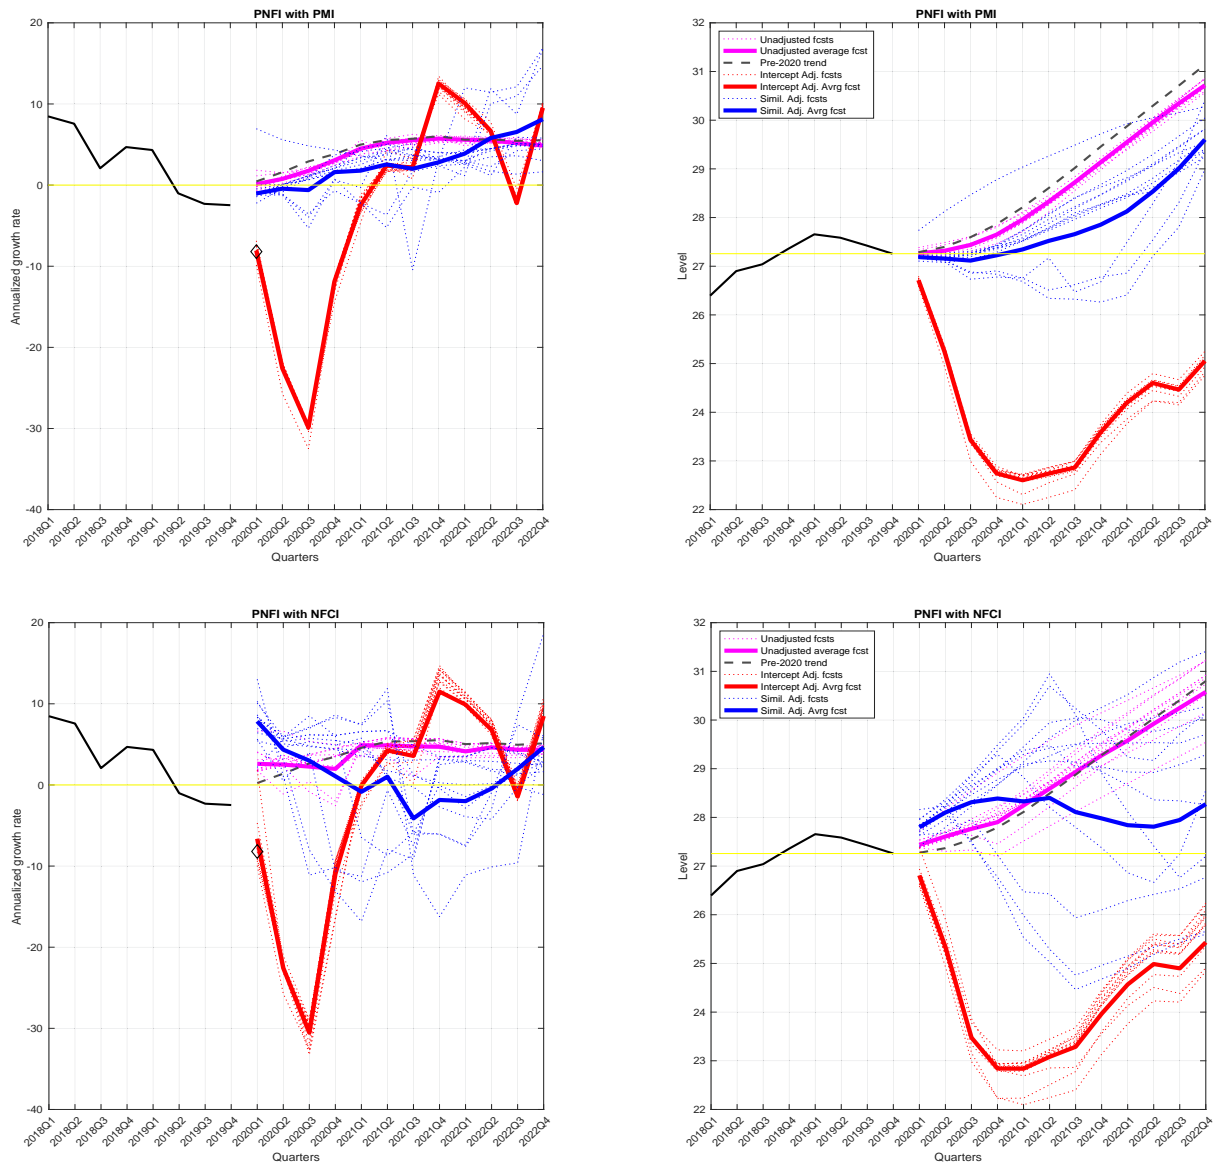 PNFI with PMI
20
10
0
-10
-20
-30
-40
Annualized growth rate
2018Q1
2018Q2
2018Q3
2018Q4
2019Q1
2019Q2
2019Q3
2019Q4
2020Q1
2020Q2
2020Q3
2020Q4
2021Q1
2021Q2
2021Q3
2021Q4
2022Q1
2022Q2
2022Q3
2022Q4
Quarters
PNFI with PMI
32
31
30
29
28
27
26
25
24
23
22
Level
Unadjusted fcsts
Unadjusted average fcst
Pre-2020 trend
Intercept Adj. fcsts
Intercept Adj. Avrg fcst
Simil. Adj. fcsts
Simil. Adj. Avrg fcst
2018Q1
2018Q2
2018Q3
2018Q4
2019Q1
2019Q2
2019Q3
2019Q4
2020Q1
2020Q2
2020Q3
2020Q4
2021Q1
2021Q2
2021Q3
2021Q4
2022Q1
2022Q2
2022Q3
2022Q4
Quarters
PNFI with NFCI
20
10
0
-10
-20
-30
-40
Annualized growth rate
2018Q1
2018Q2
2018Q3
2018Q4
2019Q1
2019Q2
2019Q3
2019Q4
2020Q1
2020Q2
2020Q3
2020Q4
2021Q1
2021Q2
2021Q3
2021Q4
2022Q1
2022Q2
2022Q3
2022Q4
Quarters
PNFI with NFCI
32
31
30
29
28
27
26
25
24
23
22
Level
Unadjusted fcsts
Unadjusted average fcst
Pre-2020 trend
Intercept Adj. fcsts
Intercept Adj. Avrg fcst
Simil. Adj. fcsts
Simil. Adj. Avrg fcst
2018Q1
2018Q2
2018Q3
2018Q4
2019Q1
2019Q2
2019Q3
2019Q4
2020Q1
2020Q2
2020Q3
2020Q4
2021Q1
2021Q2
2021Q3
2021Q4
2022Q1
2022Q2
2022Q3
2022Q4
Quarters